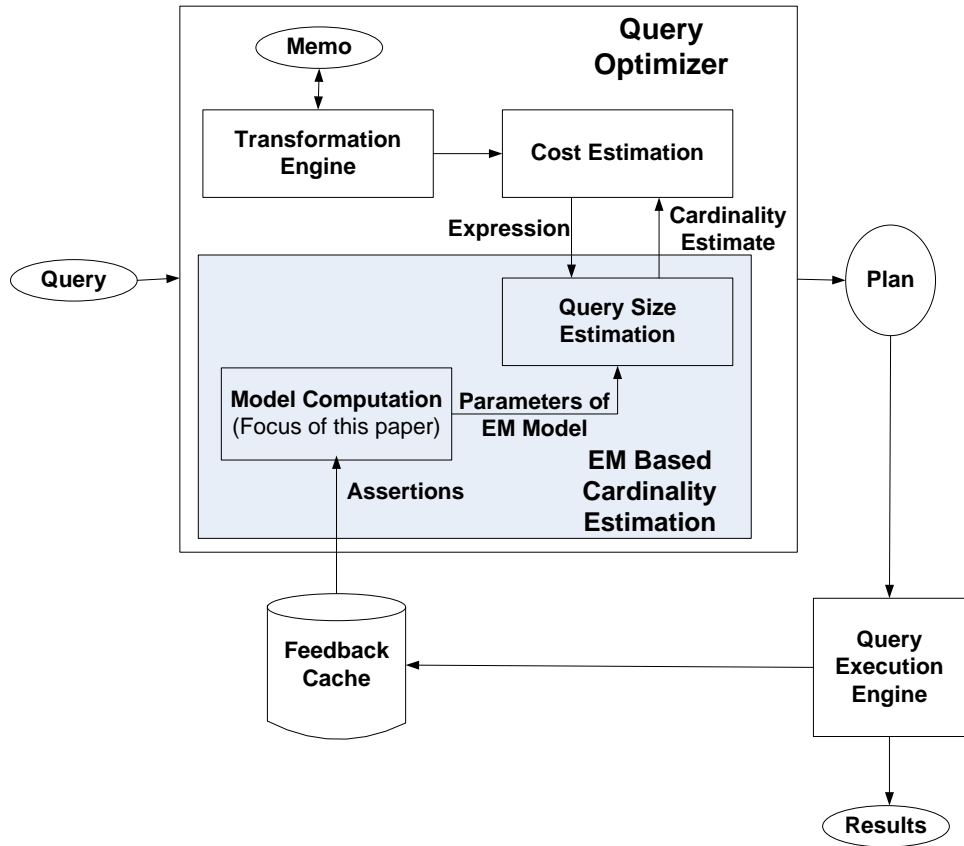 Query
Optimizer
Memo
Transformation
Engine
Cost Estimation
Expression
Cardinality
Estimate
Query
Plan
Query Size
Estimation
Model Computation
(Focus of this paper)
Parameters of
EM Model
EM Based
Cardinality
Estimation
Assertions
Feedback
Cache
Query
Execution
Engine
Results